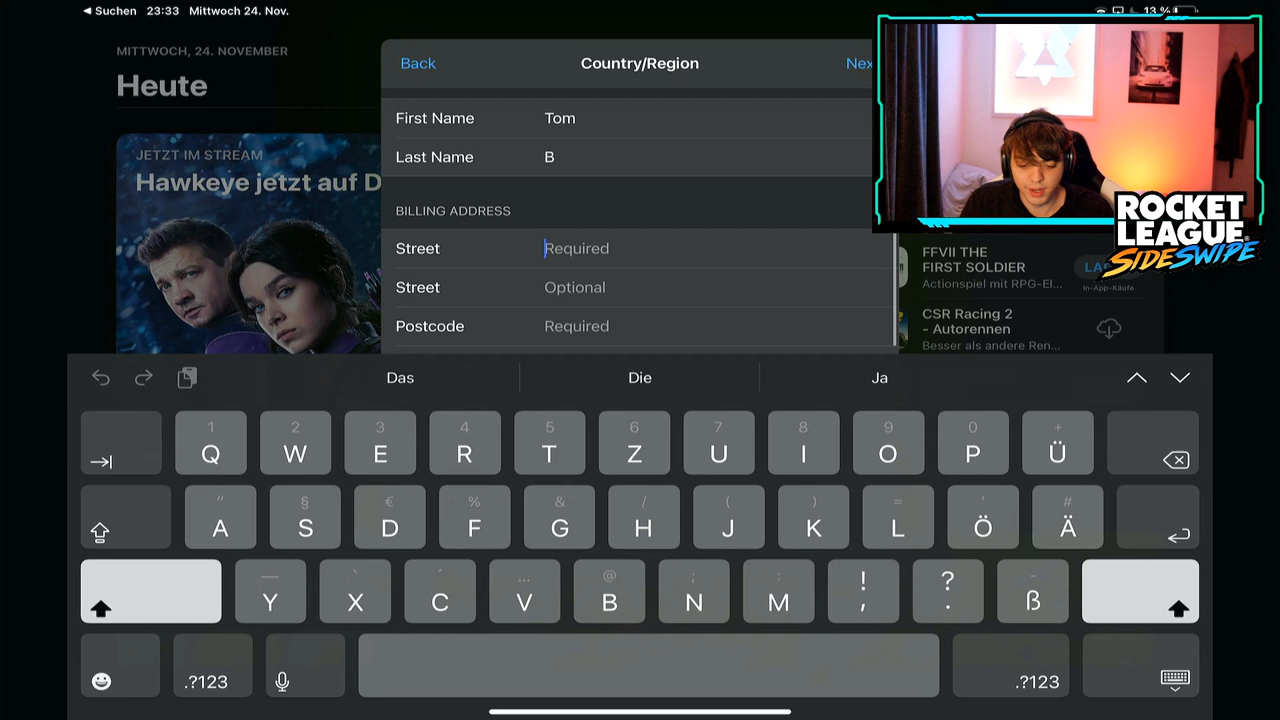 ◀ Suchen 23:33 Mittwoch 24. Nov.
13 %
MITTWOCH, 24. NOVEMBER
Heute
JETZT IM STREAM
Hawkeye jetzt auf D
Back Country/Region Nex
First Name Tom
Last Name B
BILLING ADDRESS
Street Required
Street Optional
Postcode Required
ROCKET
LEAGUE®
SIDESWIPE
FFVII THE
FIRST SOLDIER
Actionspiel mit RPG-El...
LA
In-App-Käufe
CSR Racing 2
- Autorennen
Besser als andere Ren...
Das Die Ja
1 2 3 4 5 6 7 8 9 0 +
Q W E R T Z U I O P Ü
" § € % & / ( ) = ' #
A S D F G H J K L Ö Ä
— ` ´ ... @ ; : ! ? -
Y X C V B N M , . ß
.?123 .?123